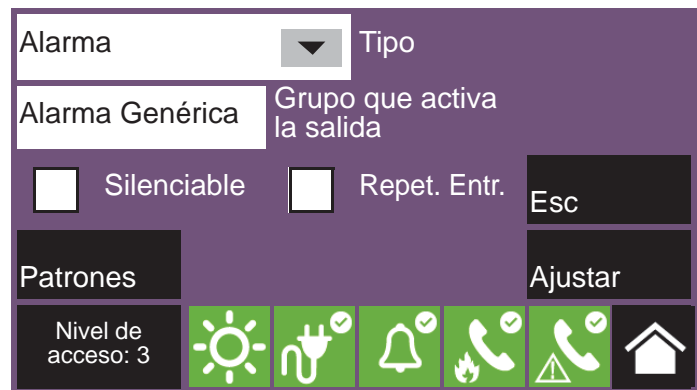 Alarma
Tipo
Alarma Genérica
Grupo que activa
la salida
Silenciable
Repet. Entr.
Esc
Patrones
Ajustar
Nivel de
acceso: 3